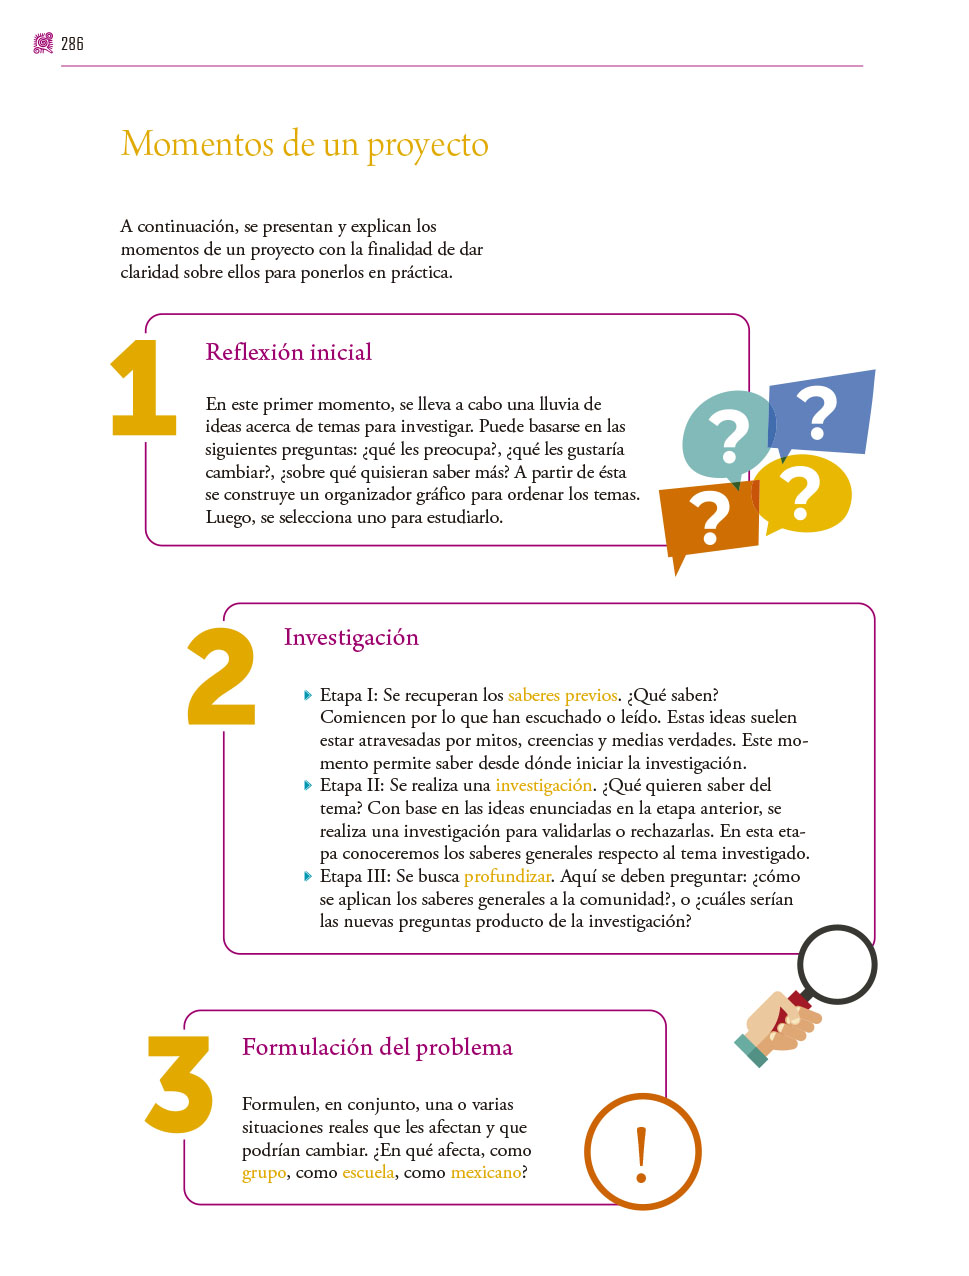 286
Momentos de un proyecto
A continuación, se presentan y explican los
momentos de un proyecto con la finalidad de dar
claridad sobre ellos para ponerlos en práctica.
1
Reflexión inicial
En este primer momento, se lleva a cabo una lluvia de
ideas acerca de temas para investigar. Puede basarse en las
siguientes preguntas: ¿qué les preocupa?, ¿qué les gustaría
cambiar?, ¿sobre qué quisieran saber más? A partir de ésta
se construye un organizador gráfico para ordenar los temas.
Luego, se selecciona uno para estudiarlo.
? ? ? ?
2
Investigación
Etapa I: Se recuperan los saberes previos. ¿Qué saben?
Comiencen por lo que han escuchado o leído. Estas ideas suelen
estar atravesadas por mitos, creencias y medias verdades. Este mo-
mento permite saber desde dónde iniciar la investigación.
Etapa II: Se realiza una investigación. ¿Qué quieren saber del
tema? Con base en las ideas enunciadas en la etapa anterior, se
realiza una investigación para validarlas o rechazarlas. En esta eta-
pa conoceremos los saberes generales respecto al tema investigado.
Etapa III: Se busca profundizar. Aquí se deben preguntar: ¿cómo
se aplican los saberes generales a la comunidad?, o ¿cuáles serían
las nuevas preguntas producto de la investigación?
3
Formulación del problema
Formulen, en conjunto, una o varias
situaciones reales que les afectan y que
podrían cambiar. ¿En qué afecta, como
grupo, como escuela, como mexicano?
!